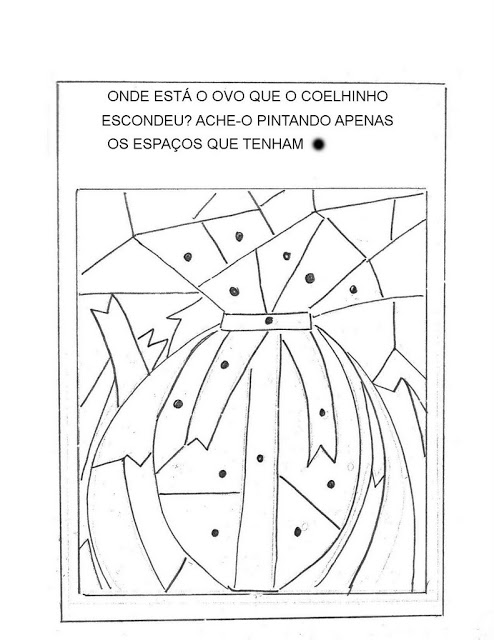 ONDE ESTÁ O OVO QUE O COELHINHO
ESCONDEU? ACHE-O PINTANDO APENAS
OS ESPAÇOS QUE TENHAM